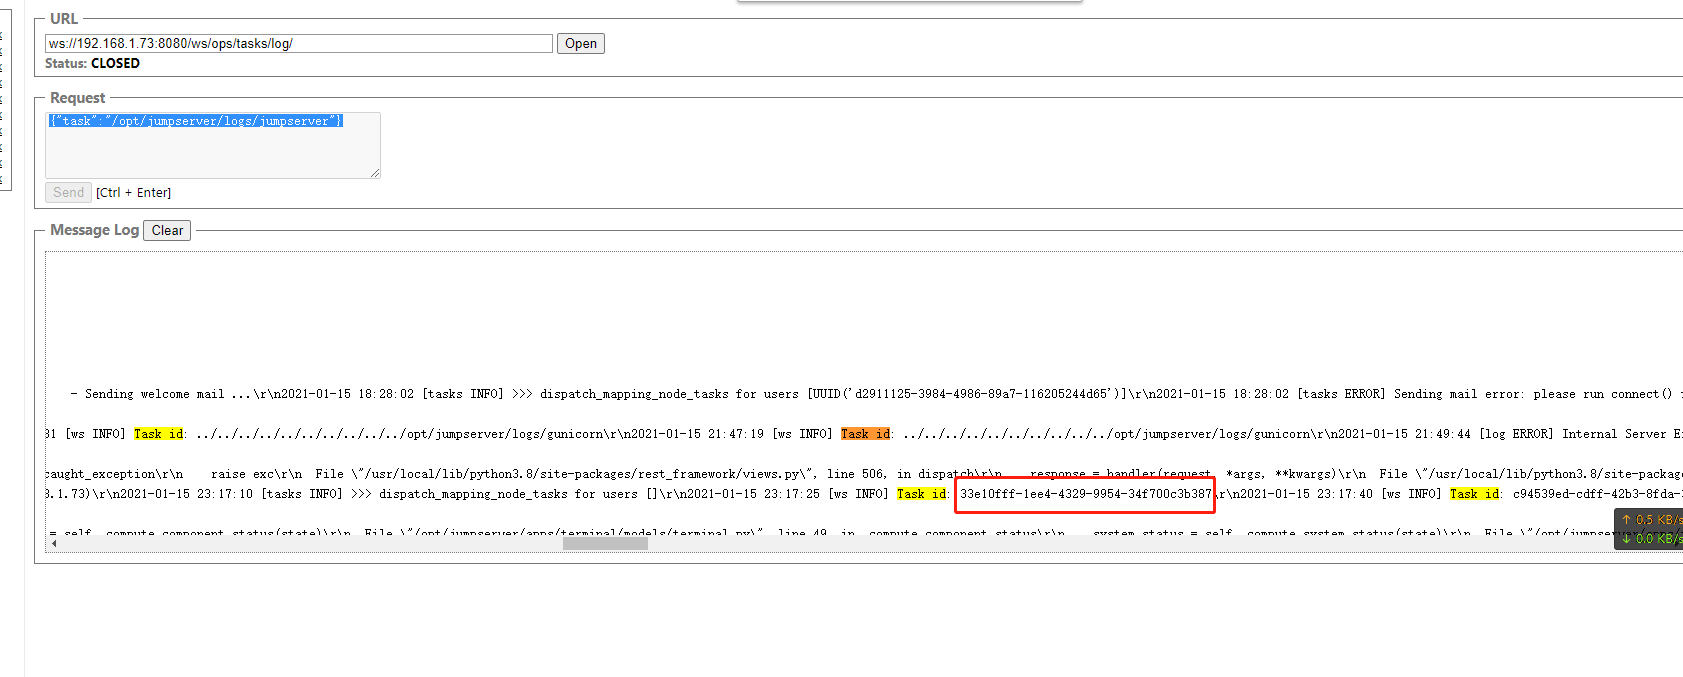 URL
ws://192.168.1.73:8080/ws/ops/tasks/log/ Open
Status: CLOSED
Request
{"task":"/opt/jumpserver/logs/jumpserver"}
Send [Ctrl + Enter]
Message Log Clear
- Sending welcome mail ...\r\n2021-01-15 18:28:02 [tasks INFO] >>> dispatch_mapping_node_tasks for users [UUID('d2911125-3984-4986-89a7-116205244d65')]\r\n2021-01-15 18:28:02 [tasks ERROR] Sending mail error: please run connect()
31 [ws INFO] Task id: ../../../../../../../../../../opt/jumpserver/logs/gunicorn\r\n2021-01-15 21:47:19 [ws INFO] Task id: ../../../../../../../../../../opt/jumpserver/logs/gunicorn\r\n2021-01-15 21:49:44 [log ERROR] Internal Server
caught_exception\r\n    raise exc\r\n  File \"/usr/local/lib/python3.8/site-packages/rest_framework/views.py\", line 506, in dispatch\r\n    response = handler(request, *args, **kwargs)\r\n  File \"/usr/local/lib/python3.8/site-packages
3.1.73)\r\n2021-01-15 23:17:10 [tasks INFO] >>> dispatch_mapping_node_tasks for users []\r\n2021-01-15 23:17:25 [ws INFO] Task id: 33e10fff-1ee4-4329-9954-34f700c3b387\r\n2021-01-15 23:17:40 [ws INFO] Task id: c94539ed-cdff-42b3-8fda-
= self._compute_component_status(state)\r\n  File \"/opt/jumpserver/apps/terminal/models/terminal.py\", line 49, in _compute_component_status\r\n    system_status = self._compute_system_status(state)\r\n  File \"/opt/jumpserver
↑ 0.5 KB/s
↓ 0.0 KB/s